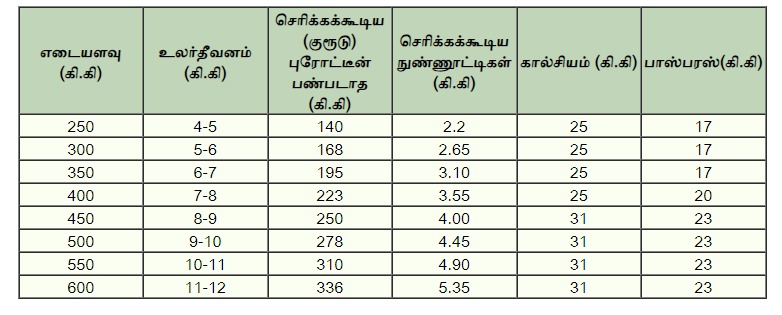 எடையளவு
(கி.கி)
உலர்தீவனம்
(கி.கி)
செரிக்கக்கூடிய
(குரூடு)
புரோட்டீன்
பண்படாத
(கி.கி)
செரிக்கக்கூடிய
நுண்ணூட்டிகள்
(கி.கி)
கால்சியம் (கி.கி)
பாஸ்பரஸ்(கி.கி)
250 4-5 140 2.2 25 17
300 5-6 168 2.65 25 17
350 6-7 195 3.10 25 17
400 7-8 223 3.55 25 20
450 8-9 250 4.00 31 23
500 9-10 278 4.45 31 23
550 10-11 310 4.90 31 23
600 11-12 336 5.35 31 23